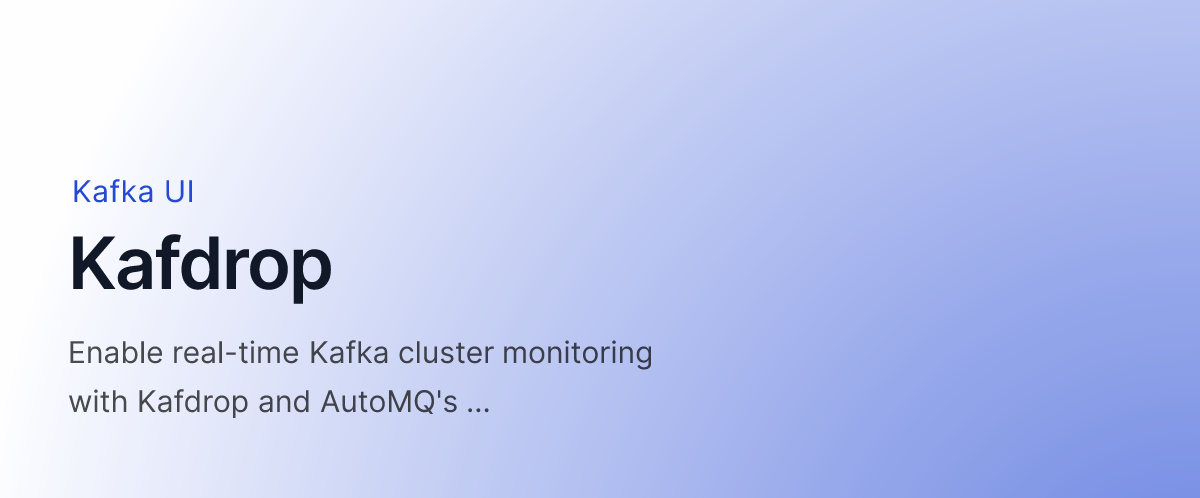 Kafka UI
Kafdrop
Enable real-time Kafka cluster monitoring
with Kafdrop and AutoMQ's ...